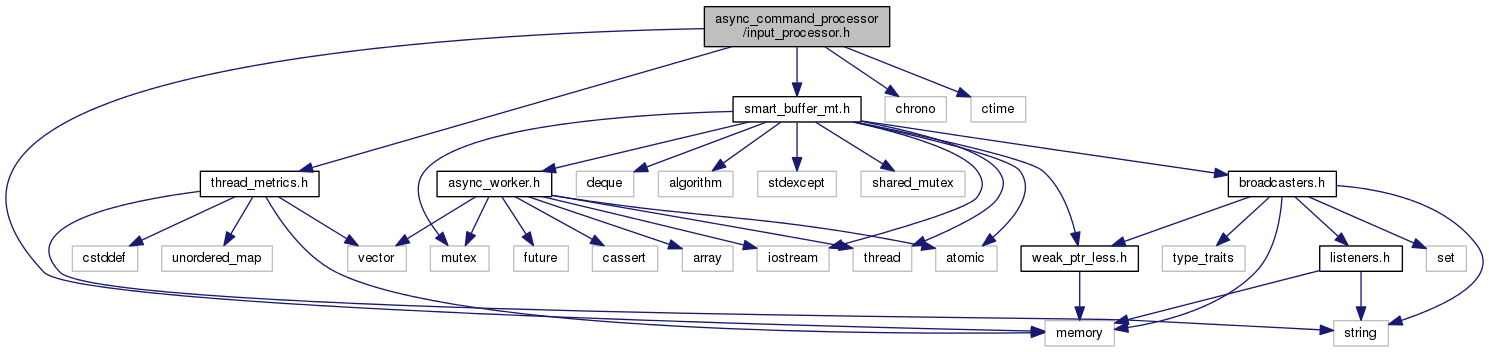 async_command_processor
/input_processor.h
smart_buffer_mt.h
chrono
ctime
thread_metrics.h
async_worker.h
deque
algorithm
stdexcept
shared_mutex
broadcasters.h
cstddef
unordered_map
vector
mutex
future
cassert
array
iostream
thread
atomic
weak_ptr_less.h
type_traits
listeners.h
set
memory
string